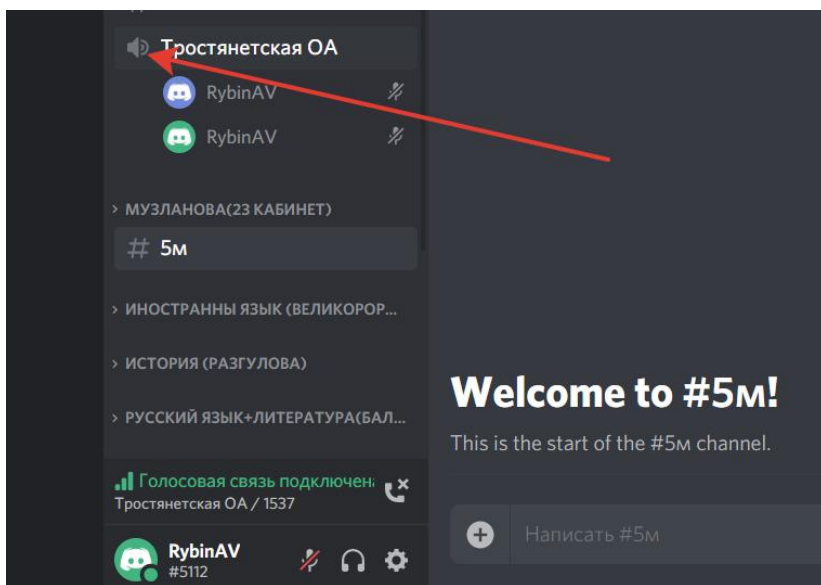 Тростянетская ОА
RybinAV
RybinAV
МУЗЛАНОВА(23 КАБИНЕТ)
# 5м
ИНОСТРАННЫ ЯЗЫК (ВЕЛИКОРОР...
ИСТОРИЯ (РАЗГУЛОВА)
РУССКИЙ ЯЗЫК+ЛИТЕРАТУРА(БАЛ...
Голосовая связь подключен
Тростянетская ОА / 1537
RybinAV
#5112
Welcome to #5м!
This is the start of the #5м channel.
Написать #5м